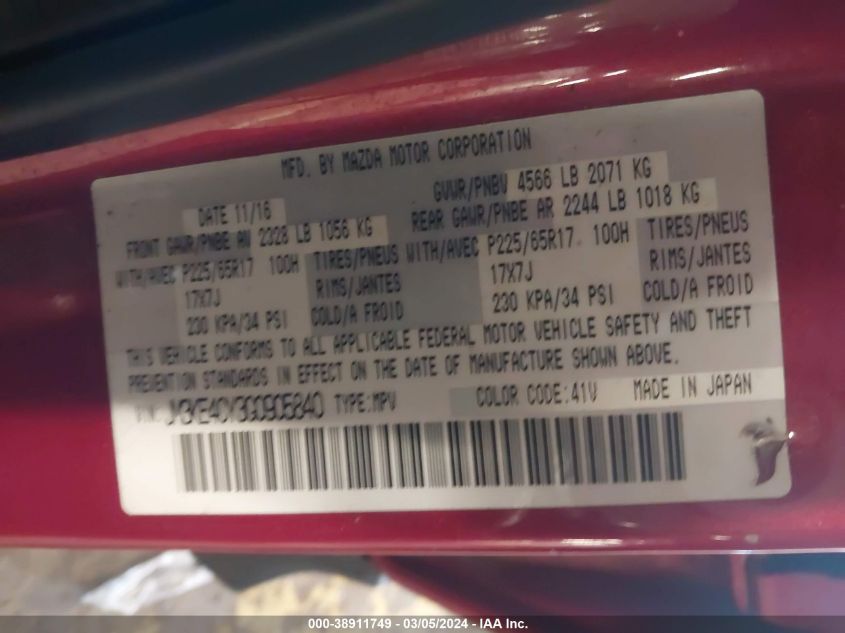 MFD. BY MAZDA MOTOR CORPORATION
DATE 11/16 GVWR/PNBV 4566 LB 2071 KG
FRONT GAWR/PNBE AV 2328 LB 1056 KG REAR GAWR/PNBE AR 2244 LB 1018 KG
WITH/AVEC P225/65R17 100H TIRES/PNEUS WITH/AVEC P225/65R17 100H TIRES/PNEUS
17X7J RIMS/JANTES 17X7J RIMS/JANTES
230 KPA/34 PSI COLD/A FROID 230 KPA/34 PSI COLD/A FROID
THIS VEHICLE CONFORMS TO ALL APPLICABLE FEDERAL MOTOR VEHICLE SAFETY AND THEFT
PREVENTION STANDARDS IN EFFECT ON THE DATE OF MANUFACTURE SHOWN ABOVE.
TYPE:MPV COLOR CODE:41V MADE IN JAPAN
000-38911749 - 03/05/2024 - IAA Inc.